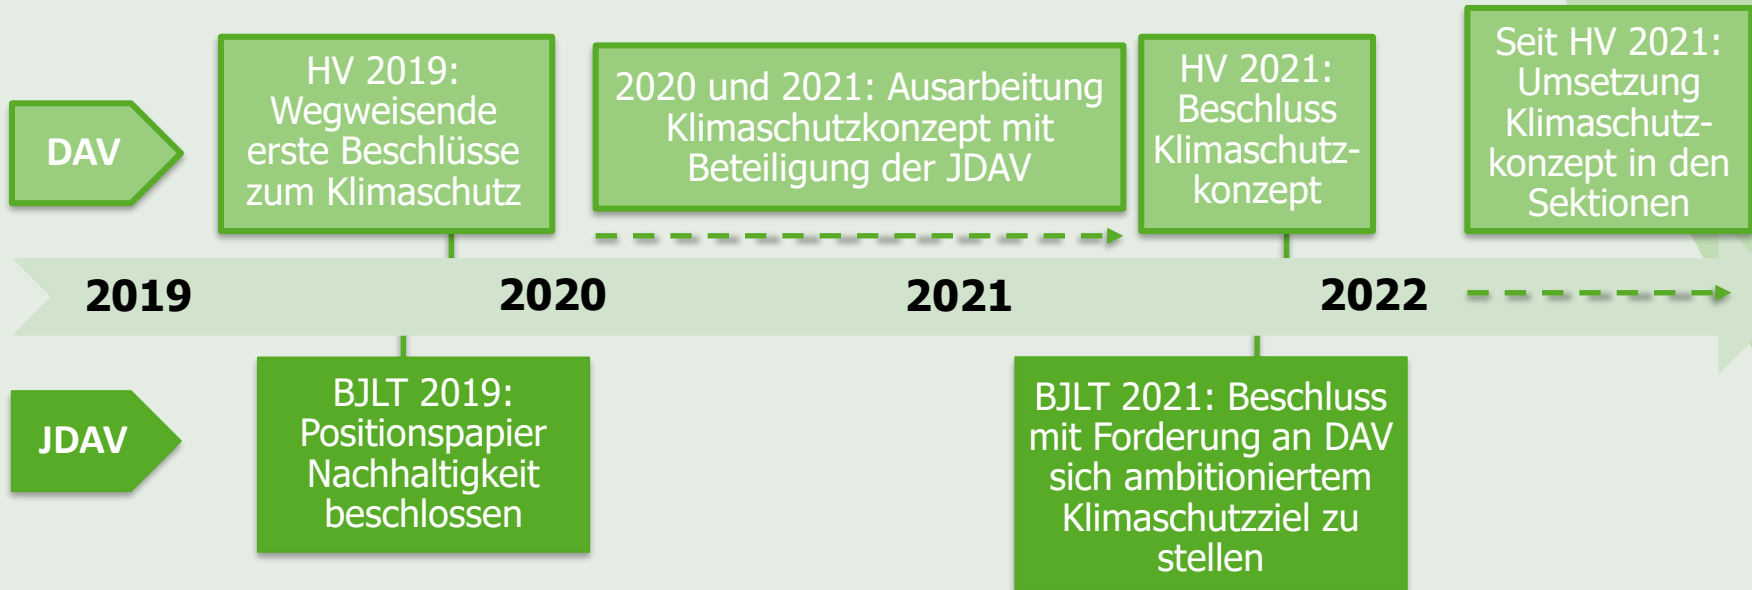 DAV
HV 2019:
Wegweisende
erste Beschlüsse
zum Klimaschutz
2020 und 2021: Ausarbeitung
Klimaschutzkonzept mit
Beteiligung der JDAV
HV 2021:
Beschluss
Klimaschutz-
konzept
Seit HV 2021:
Umsetzung
Klimaschutz-
konzept in den
Sektionen
2019
2020
2021
2022
JDAV
BJLT 2019:
Positionspapier
Nachhaltigkeit
beschlossen
BJLT 2021: Beschluss
mit Forderung an DAV
sich ambitioniertem
Klimaschutzziel zu
stellen